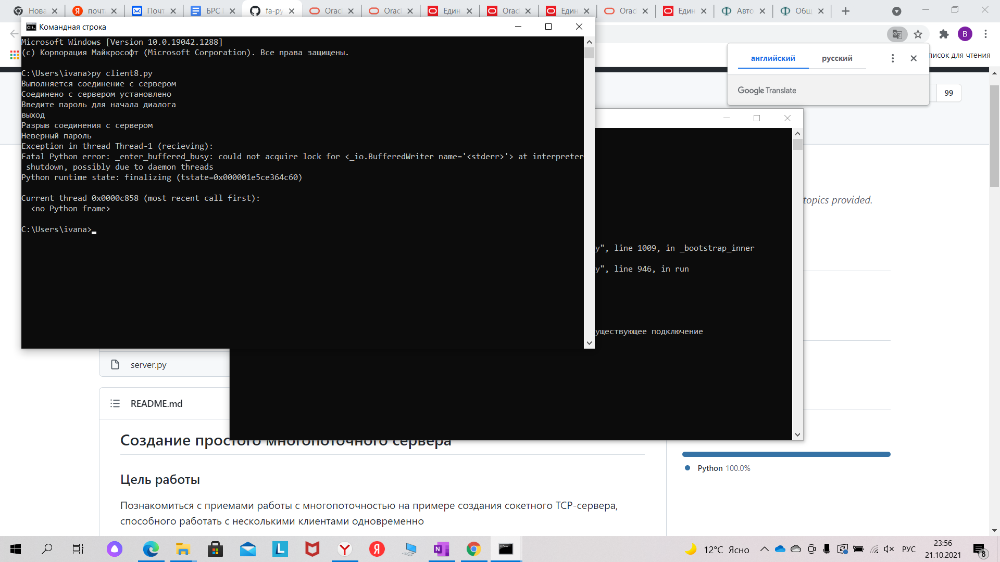 Нова
почт
Почт
БРС
fa-py
Orac
Orac
Един
Orac
Един
Orac
Един
Авто
Общ
B
Командная строка
Microsoft Windows [Version 10.0.19042.1288]
(c) Корпорация Майкрософт (Microsoft Corporation). Все права защищены.
C:\Users\ivana>py client8.py
Выполняется соединение с сервером
Соединено с сервером установлено
Введите пароль для начала диалога
выход
Разрыв соединения с сервером
Неверный пароль
Exception in thread Thread-1 (recieving):
Fatal Python error: _enter_buffered_busy: could not acquire lock for <_io.BufferedWriter name='<stderr>'> at interpreter
shutdown, possibly due to daemon threads
Python runtime state: finalizing (tstate=0x000001e5ce364c60)
Current thread 0x0000c858 (most recent call first):
<no Python frame>
C:\Users\ivana>
английский
русский
Google Translate
писок для чтения
99
topics provided.
y", line 1009, in _bootstrap_inner
y", line 946, in run
уществующее подключение
server.py
README.md
Создание простого многопоточного сервера
Цель работы
Познакомиться с приемами работы с многопоточностью на примере создания сокетного TCP-сервера,
способного работать с несколькими клиентами одновременно
Python 100.0%
12°C Ясно
РУС
23:56
21.10.2021
8